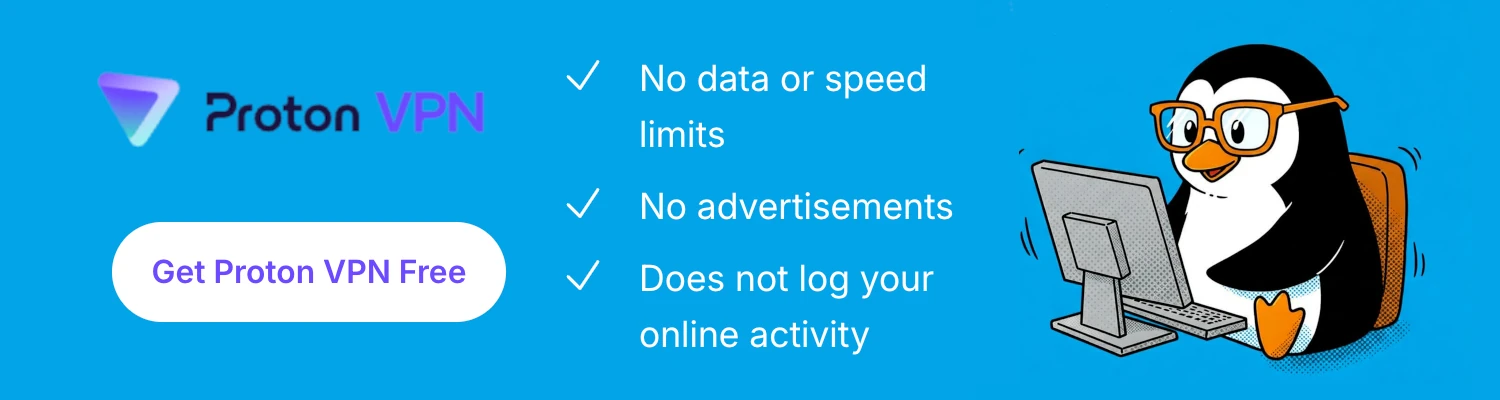 Proton VPN
Get Proton VPN Free
No data or speed
limits
No advertisements
Does not log your
online activity